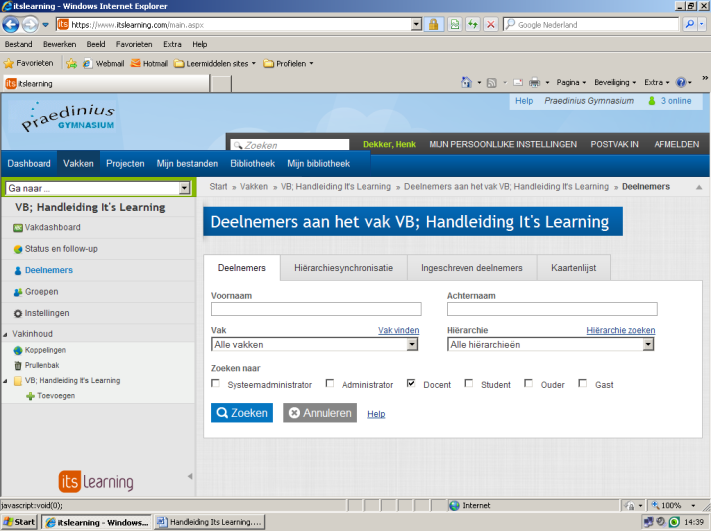 itslearning - Windows Internet Explorer
https://www.itslearning.com/main.aspx
Google Nederland
Bestand Bewerken Beeld Favorieten Extra Help
Favorieten Webmail Hotmail Leermiddelen sites Profielen
itslearning
Pagina Beveiliging Extra
Help Praedinius Gymnasium 3 online
Praedinius
GYMNASIUM
Zoeken Dekker, Henk MIJN PERSOONLIJKE INSTELLINGEN POSTVAK IN AFMELDEN
Dashboard Vakken Projecten Mijn bestanden Bibliotheek Mijn bibliotheek
Ga naar ...
Start » Vakken » VB; Handleiding It's Learning » Deelnemers aan het vak VB; Handleiding It's Learning » Deelnemers
VB; Handleiding It's Learning
Vakdashboard
Status en follow-up
Deelnemers
Groepen
Instellingen
Vakinhoud
Koppelingen
Prullenbak
VB; Handleiding It's Learning
Toevoegen
its Learning
Deelnemers aan het vak VB; Handleiding It's Learning
Deelnemers Hiërarchiesynchronisatie Ingeschreven deelnemers Kaartenlijst
Voornaam Achternaam
Vak Vak vinden Hiërarchie Hiërarchie zoeken
Alle vakken Alle hiërarchieën
Zoeken naar
Systeemadministrator Administrator Docent Student Ouder Gast
Zoeken Annuleren Help
javascript:void(0); Internet 100%
Start itslearning - Windows... Handleiding Its Learning.... 14:39